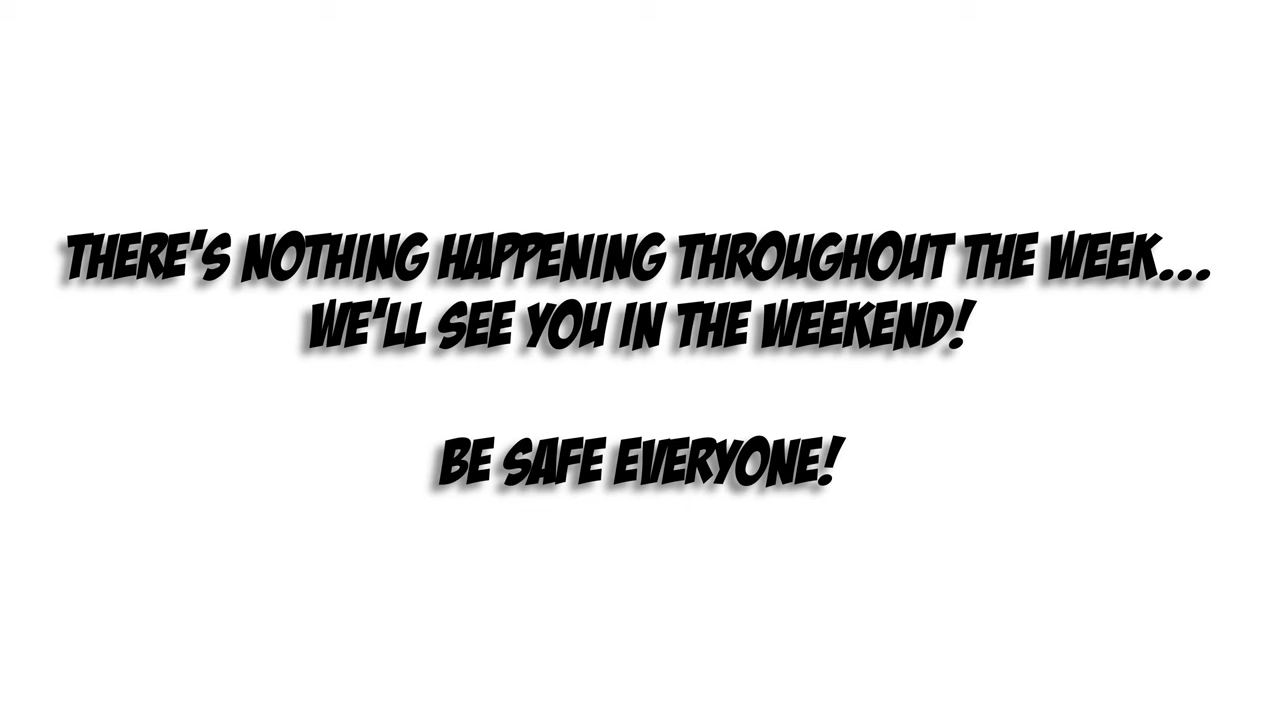 THERE'S NOTHING HAPPENING THROUGHOUT THE WEEK...
WE'LL SEE YOU IN THE WEEKEND!
BE SAFE EVERYONE!